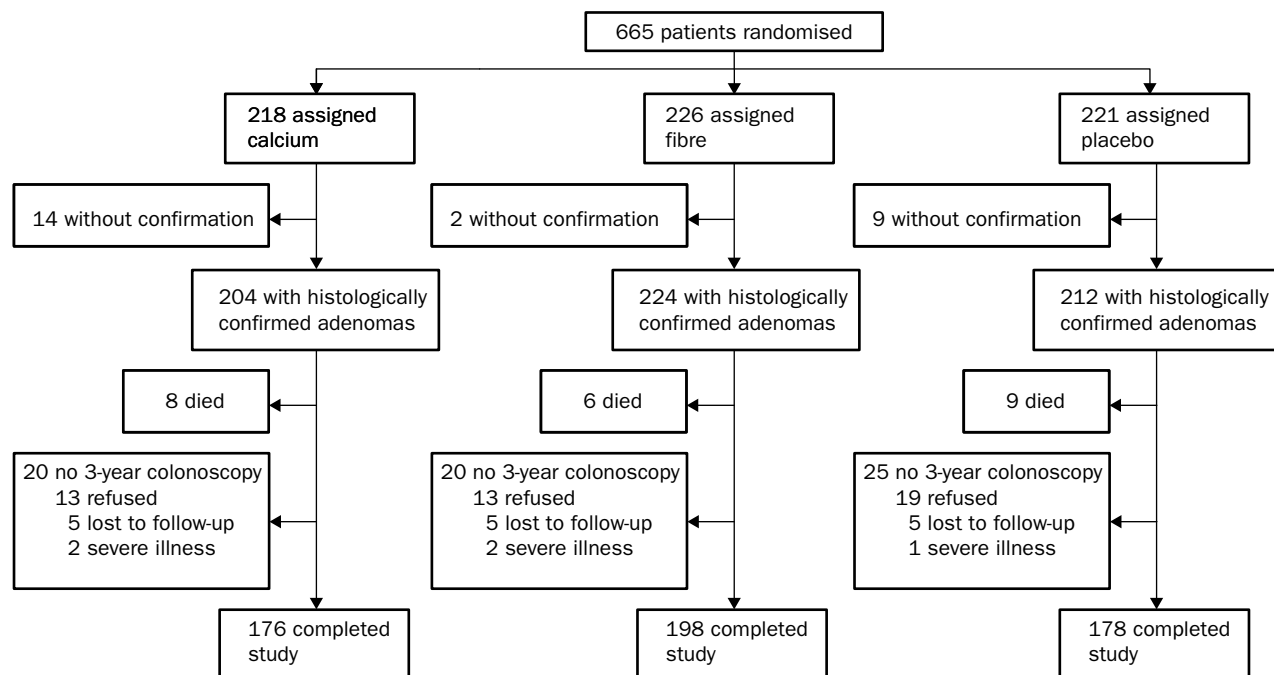 665 patients randomised
218 assigned
calcium
226 assigned
fibre
221 assigned
placebo
14 without confirmation
2 without confirmation
9 without confirmation
204 with histologically
confirmed adenomas
224 with histologically
confirmed adenomas
212 with histologically
confirmed adenomas
8 died
6 died
9 died
20 no 3-year colonoscopy
13 refused
5 lost to follow-up
2 severe illness
20 no 3-year colonoscopy
13 refused
5 lost to follow-up
2 severe illness
25 no 3-year colonoscopy
19 refused
5 lost to follow-up
1 severe illness
176 completed
study
198 completed
study
178 completed
study